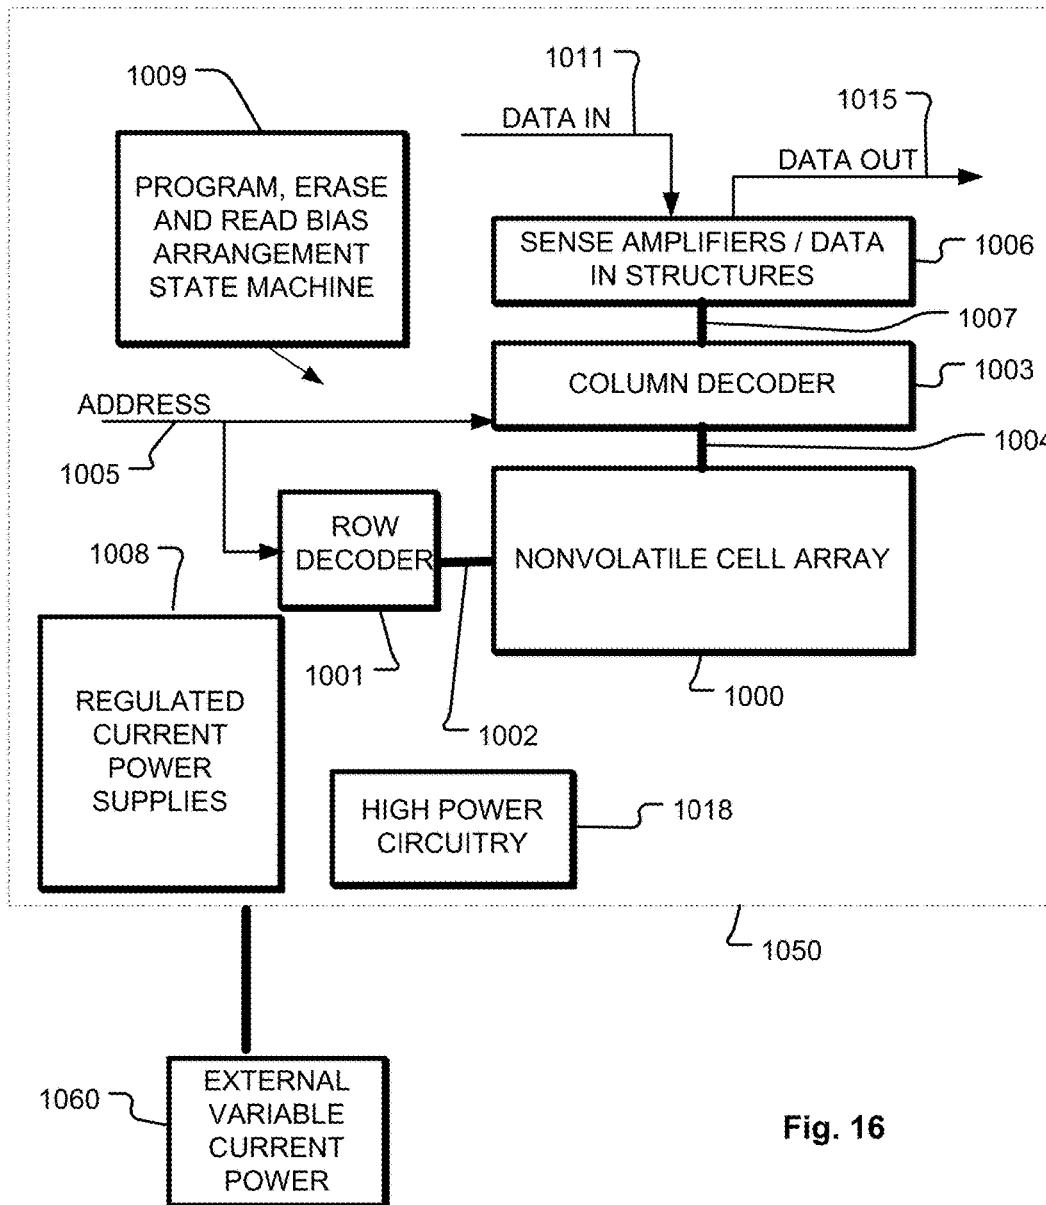 1011
1009
1015
DATA IN
DATA OUT
PROGRAM, ERASE
AND READ BIAS
ARRANGEMENT
STATE MACHINE
SENSE AMPLIFIERS / DATA
IN STRUCTURES
1006
1007
COLUMN DECODER
1003
ADDRESS
1004
1005
ROW
DECODER
NONVOLATILE CELL ARRAY
1008
1001
1000
1002
REGULATED
CURRENT
POWER
SUPPLIES
HIGH POWER
CIRCUITRY
1018
1050
1060
EXTERNAL
VARIABLE
CURRENT
POWER
Fig. 16